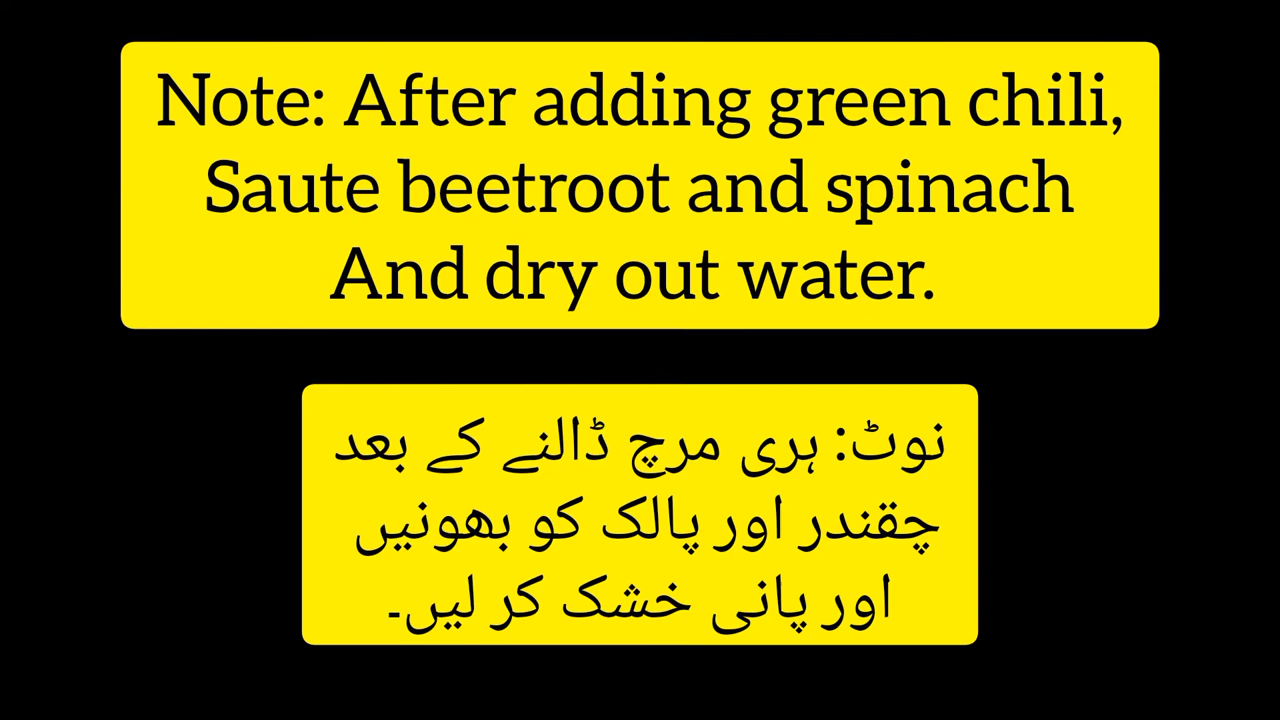 Note: After adding green chili,
Saute beetroot and spinach
And dry out water.
نوٹ: ہری مرچ ڈالنے کے بعد
چقندر اور پالک کو بھونیں
اور پانی خشک کر لیں۔